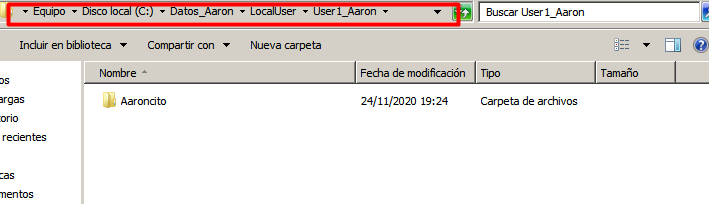 Equipo Disco local (C:) Datos_Aaron LocalUser User1_Aaron Buscar User1_Aaron
Incluir en biblioteca Compartir con Nueva carpeta
Nombre Fecha de modificación Tipo Tamaño
Aaroncito 24/11/2020 19:24 Carpeta de archivos
os
argas
torio
recientes
cas
mentos